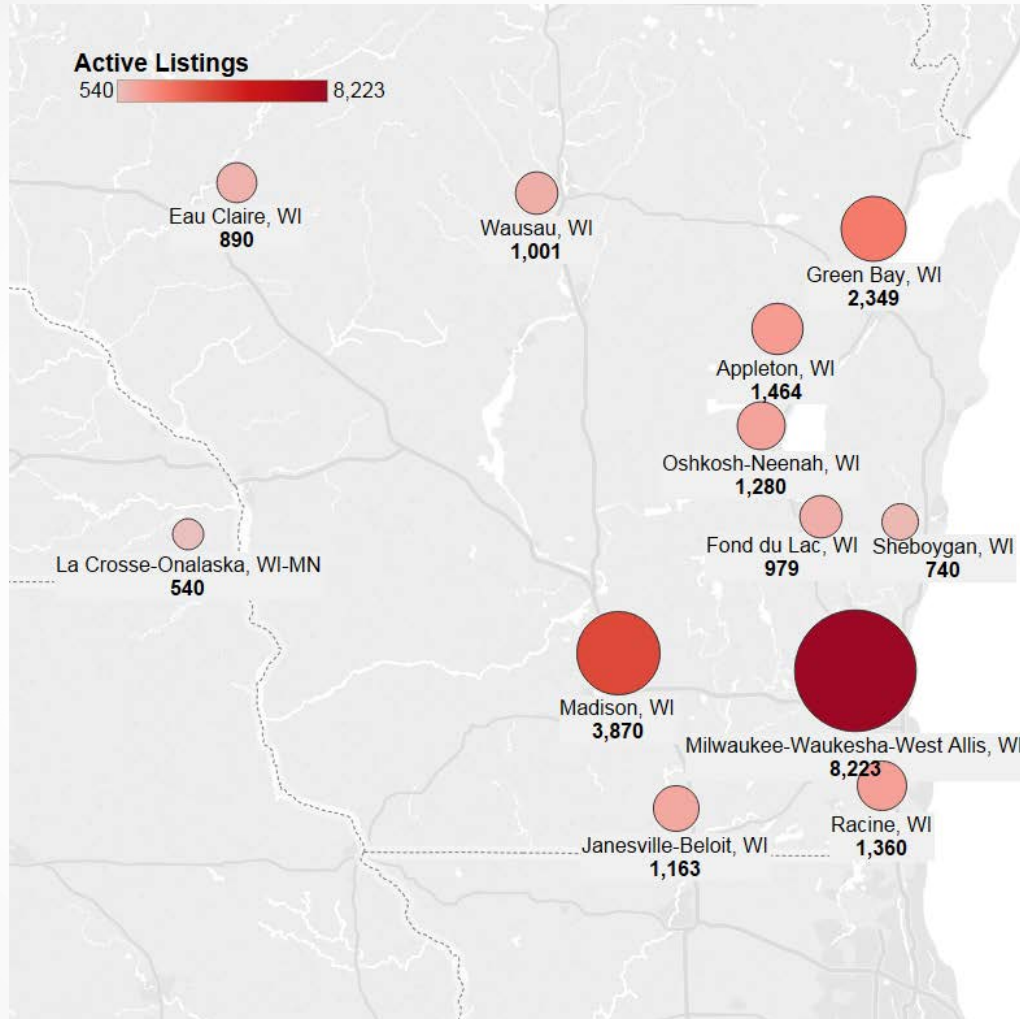 Active Listings
540 8,223
Eau Claire, WI
890
Wausau, WI
1,001
Green Bay, WI
2,349
Appleton, WI
1,464
Oshkosh-Neenah, WI
1,280
Fond du Lac, WI
979
Sheboygan, WI
740
La Crosse-Onalaska, WI-MN
540
Madison, WI
3,870
Milwaukee-Waukesha-West Allis, WI
8,223
Racine, WI
1,360
Janesville-Beloit, WI
1,163